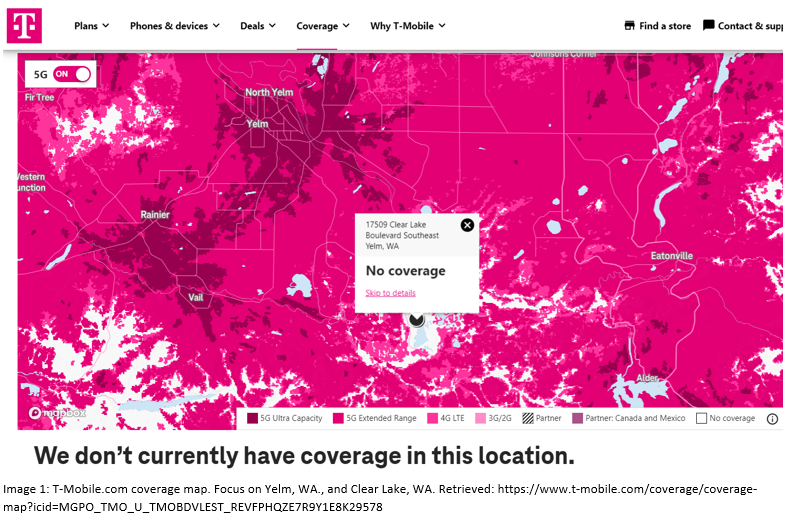 T
Plans
Phones & devices
Deals
Coverage
Why T-Mobile
Find a store
Contact & supp
5G ON
Johnsons Corner
Fir Tree
North Yelm
Yelm
Western
unction
Rainier
Vail
17509 Clear Lake
Boulevard Southeast
Yelm, WA
No coverage
Skip to details
Eatonville
Alder
mapbox
5G Ultra Capacity
5G Extended Range
4G LTE
3G/2G
Partner
Partner: Canada and Mexico
No coverage
We don't currently have coverage in this location.
Image 1: T-Mobile.com coverage map. Focus on Yelm, WA., and Clear Lake, WA. Retrieved: https://www.t-mobile.com/coverage/coverage-
map?icid=MGPO_TMO_U_TMOBDVLEST_REVFPHQZE7R9Y1E8K29578